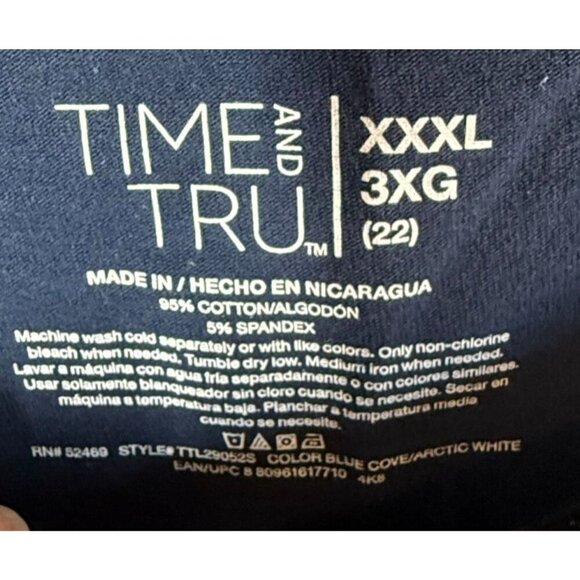 TIME AND TRU™
XXXL
3XG
(22)
MADE IN / HECHO EN NICARAGUA
95% COTTON/ALGODÓN
5% SPANDEX
Machine wash cold separately or with like colors. Only non-chlorine
bleach when needed. Tumble dry low. Medium iron when needed.
Lavar a máquina con agua fría separadamente o con colores similares.
Usar solamente blanqueador sin cloro cuando se necesite. Secar en
máquina a temperatura baja. Planchar a temperatura media
cuando se necesite.
RN# 52469 STYLE# TTL29052S COLOR BLUE COVE/ARCTIC WHITE
EAN/UPC 8 80961617710 4K8